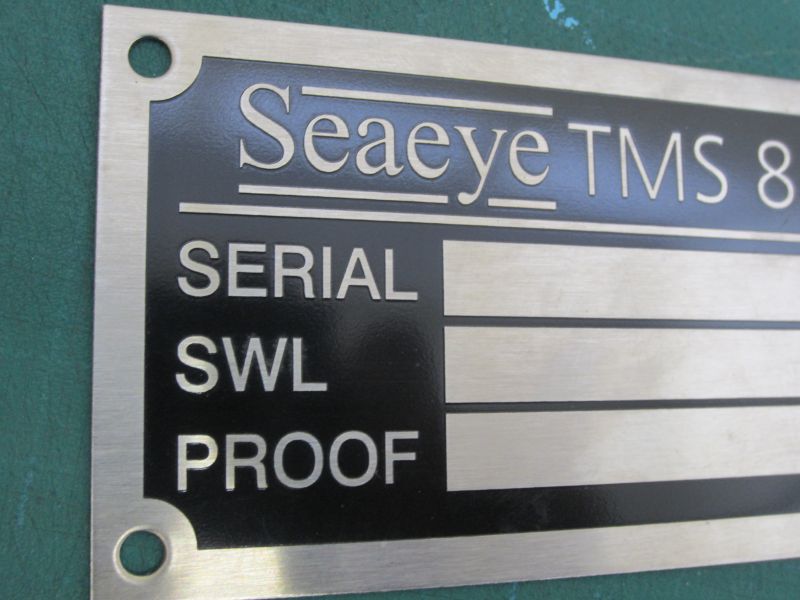 Seaeye TMS 8
SERIAL
SWL
PROOF